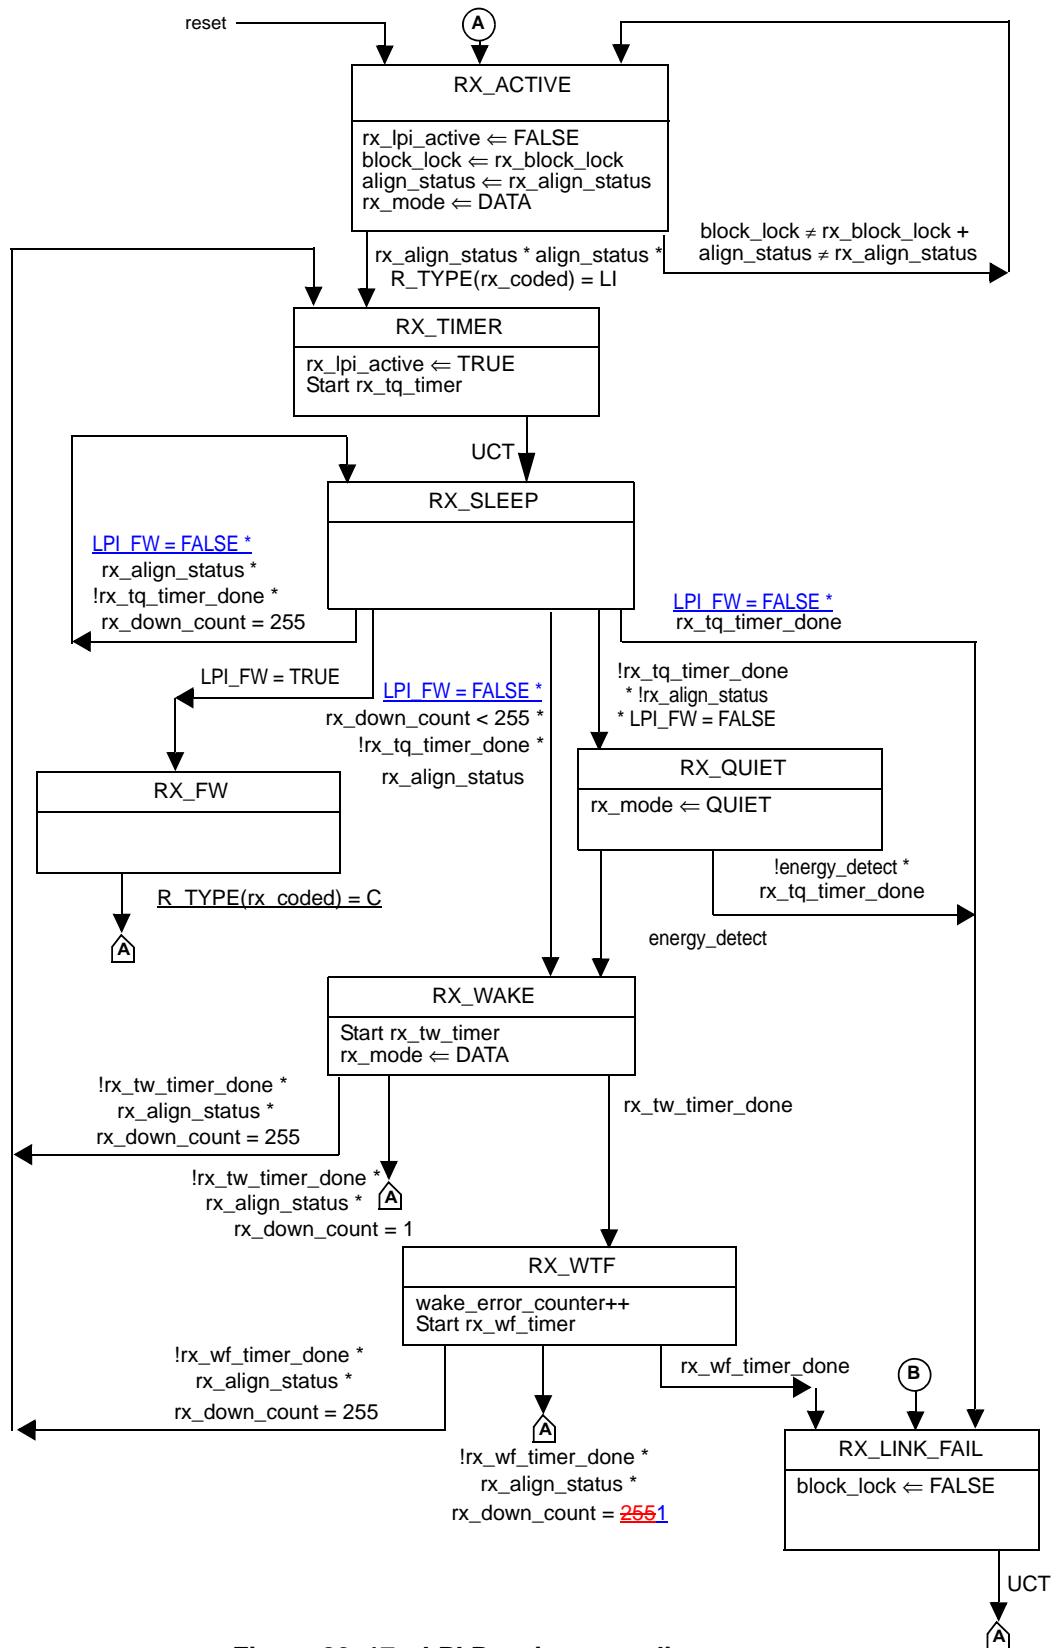 reset
A
RX_ACTIVE
rx_lpi_active ⇐ FALSE
block_lock ⇐ rx_block_lock
align_status ⇐ rx_align_status
rx_mode ⇐ DATA
block_lock ≠ rx_block_lock +
align_status ≠ rx_align_status
rx_align_status * align_status *
R_TYPE(rx_coded) = LI
RX_TIMER
rx_lpi_active ⇐ TRUE
Start rx_tq_timer
UCT
RX_SLEEP
LPI_FW = FALSE *
rx_align_status *
!rx_tq_timer_done *
rx_down_count = 255
LPI_FW = FALSE *
rx_tq_timer_done
LPI_FW = TRUE
LPI_FW = FALSE *
rx_down_count < 255 *
!rx_tq_timer_done *
rx_align_status
!rx_tq_timer_done
* !rx_align_status
* LPI_FW = FALSE
RX_FW
RX_QUIET
rx_mode ⇐ QUIET
R_TYPE(rx_coded) = C
A
!energy_detect *
rx_tq_timer_done
energy_detect
RX_WAKE
Start rx_tw_timer
rx_mode ⇐ DATA
!rx_tw_timer_done *
rx_align_status *
rx_down_count = 255
rx_tw_timer_done
!rx_tw_timer_done *
rx_align_status *
rx_down_count = 1
A
RX_WTF
wake_error_counter++
Start rx_wf_timer
!rx_wf_timer_done *
rx_align_status *
rx_down_count = 255
rx_wf_timer_done
B
A
!rx_wf_timer_done *
rx_align_status *
rx_down_count = 2551
RX_LINK_FAIL
block_lock ⇐ FALSE
UCT
A